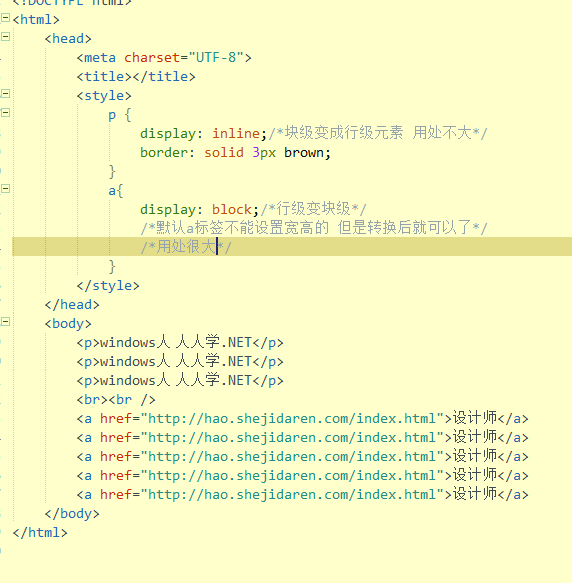 <!DOCTYPE html>
<html>
<head>
<meta charset="UTF-8">
<title></title>
<style>
p {
display: inline;/*块级变成行级元素 用处不大*/
border: solid 3px brown;
}
a{
display: block;/*行级变块级*/
/*默认a标签不能设置宽高的 但是转换后就可以了*/
/*用处很大*/
}
</style>
</head>
<body>
<p>windows人 人人学.NET</p>
<p>windows人 人人学.NET</p>
<p>windows人 人人学.NET</p>
<br><br />
<a href="http://hao.shejidaren.com/index.html">设计师</a>
<a href="http://hao.shejidaren.com/index.html">设计师</a>
<a href="http://hao.shejidaren.com/index.html">设计师</a>
<a href="http://hao.shejidaren.com/index.html">设计师</a>
<a href="http://hao.shejidaren.com/index.html">设计师</a>
</body>
</html>